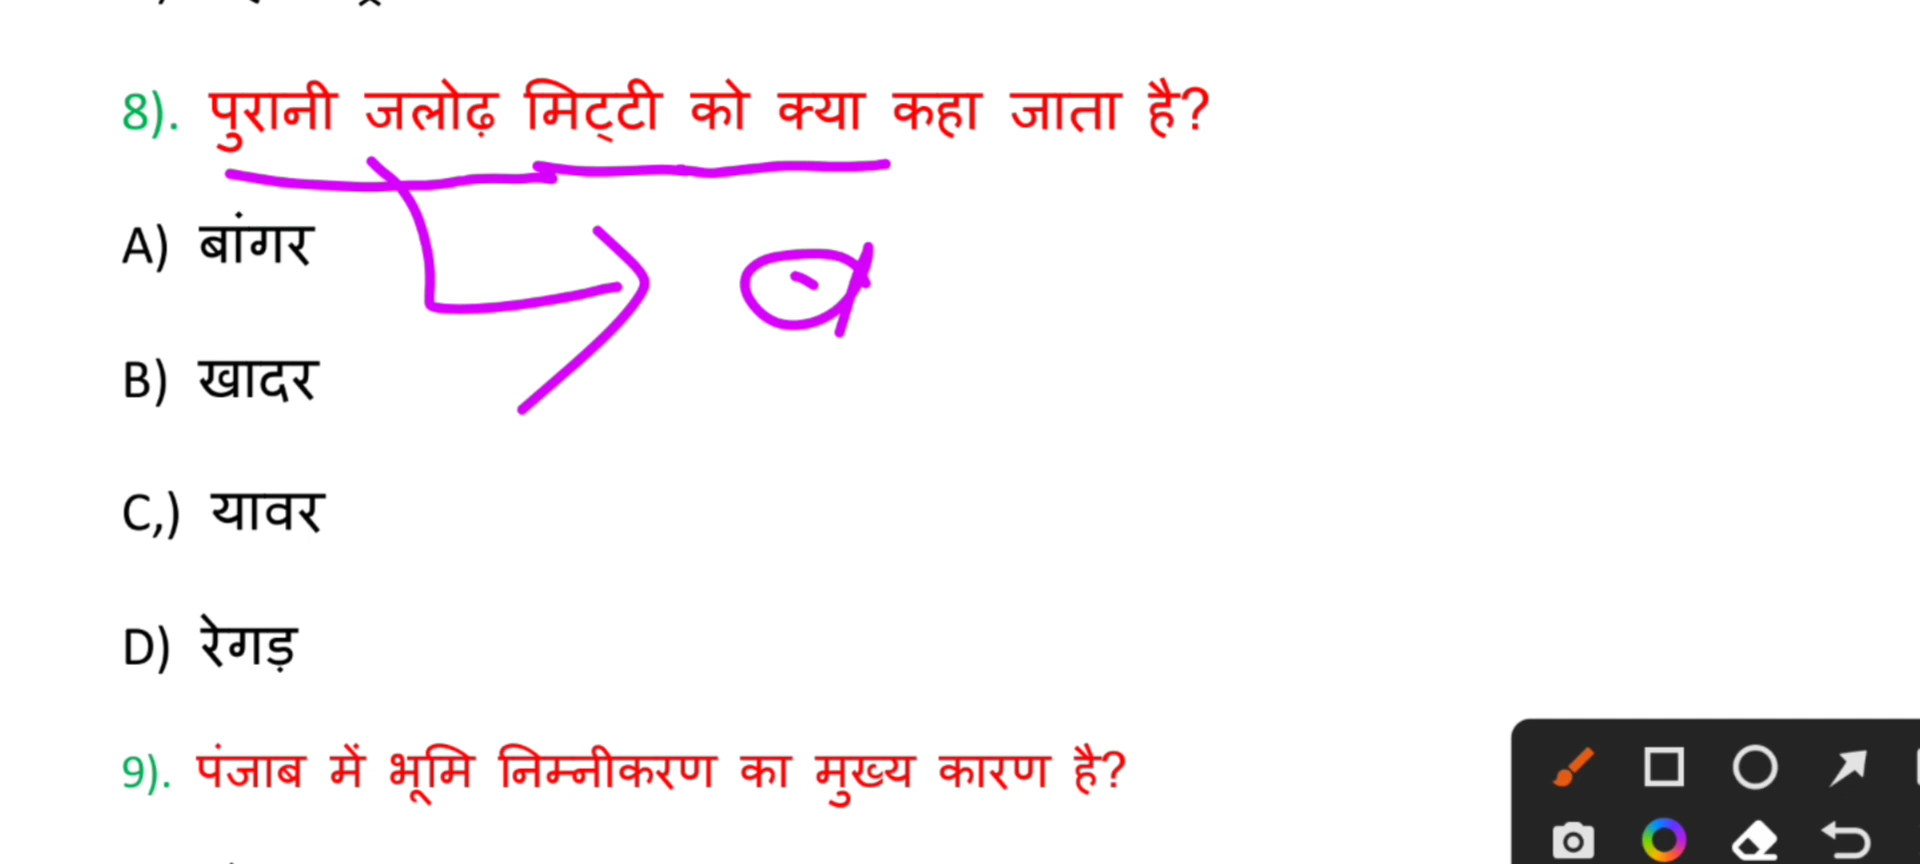 8). पुरानी जलोढ़ मिट्टी को क्या कहा जाता है?
a
A) बांगर
B) खादर
C,) यावर
D) रेगड़
9). पंजाब में भूमि निम्नीकरण का मुख्य कारण है?